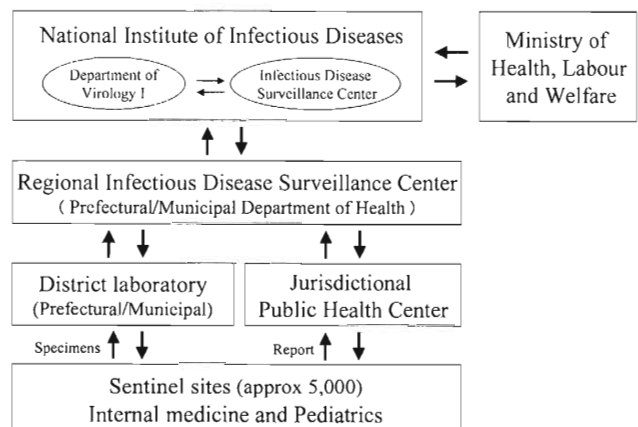 National Institute of Infectious Diseases
Department of
Virology I
Infectious Disease
Surveillance Center
Ministry of
Health, Labour
and Welfare
Regional Infectious Disease Surveillance Center
( Prefectural/Municipal Department of Health )
District laboratory
(Prefectural/Municipal)
Jurisdictional
Public Health Center
Specimens
Report
Sentinel sites (approx 5,000)
Internal medicine and Pediatrics